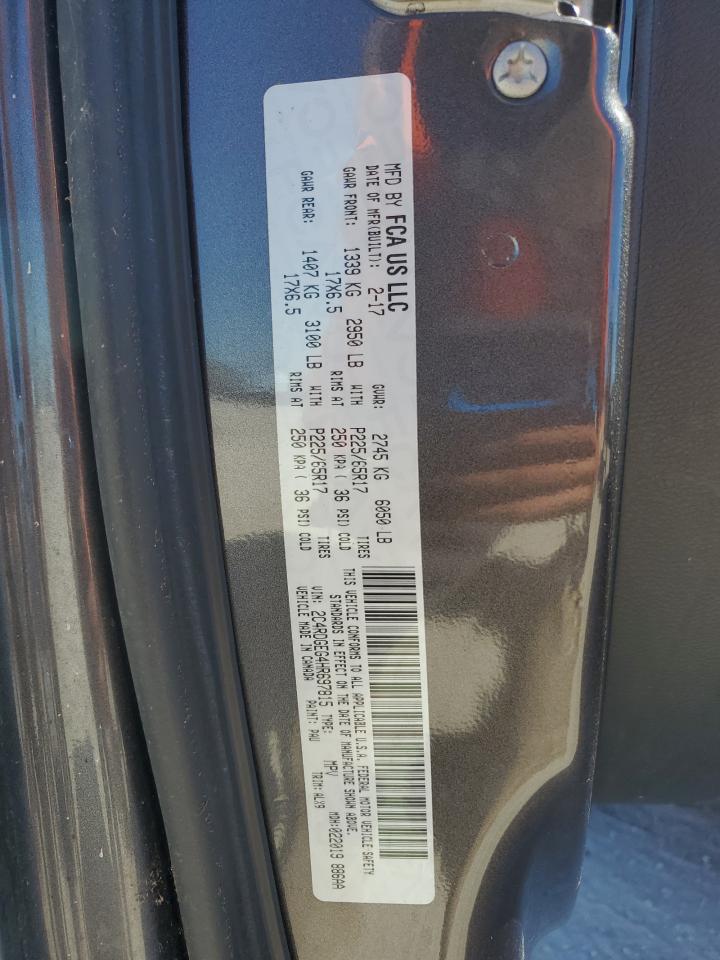 MFD BY FCA US LLC
DATE OF MFR(BUILT): 2-17 GVWR: 2745 KG 6050 LB
GAWR FRONT: 1339 KG 2950 LB WITH P225/65R17 TIRES
17X6.5 RIMS AT 250 KPA ( 36 PSI) COLD
GAWR REAR: 1407 KG 3100 LB WITH P225/65R17 TIRES
17X6.5 RIMS AT 250 KPA ( 36 PSI) COLD
THIS VEHICLE CONFORMS TO ALL APPLICABLE U.S.A. FEDERAL MOTOR VEHICLE SAFETY
STANDARDS IN EFFECT ON THE DATE OF MANUFACTURE SHOWN ABOVE.
VIN: 2C4RDGEG4HR697815 TYPE: MPV MDH:022019 886AA
VEHICLE MADE IN CANADA PAINT: PAU TRIM:ALX9